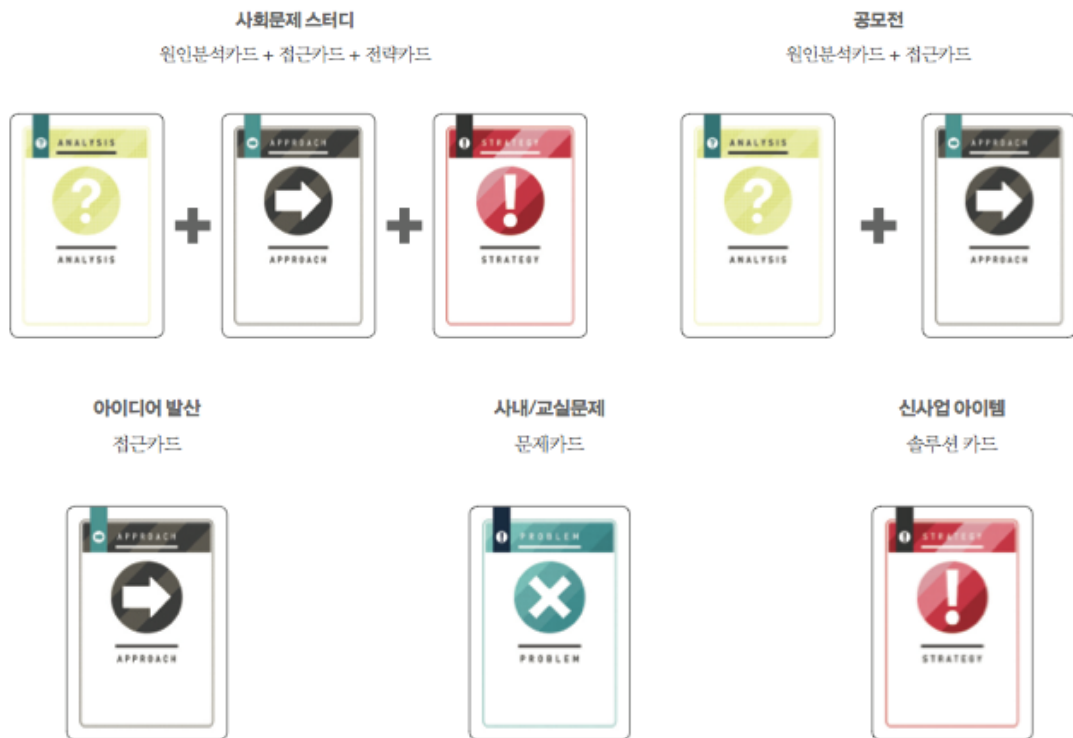 사회문제 스터디
원인분석카드 + 접근카드 + 전략카드
공모전
원인분석카드 + 접근카드
ANALYSIS
APPROACH
STRATEGY
ANALYSIS
APPROACH
?
!
?
ANALYSIS
APPROACH
STRATEGY
ANALYSIS
APPROACH
아이디어 발산
접근카드
사내/교실문제
문제카드
신사업 아이템
솔루션 카드
APPROACH
PROBLEM
STRATEGY
!
APPROACH
PROBLEM
STRATEGY